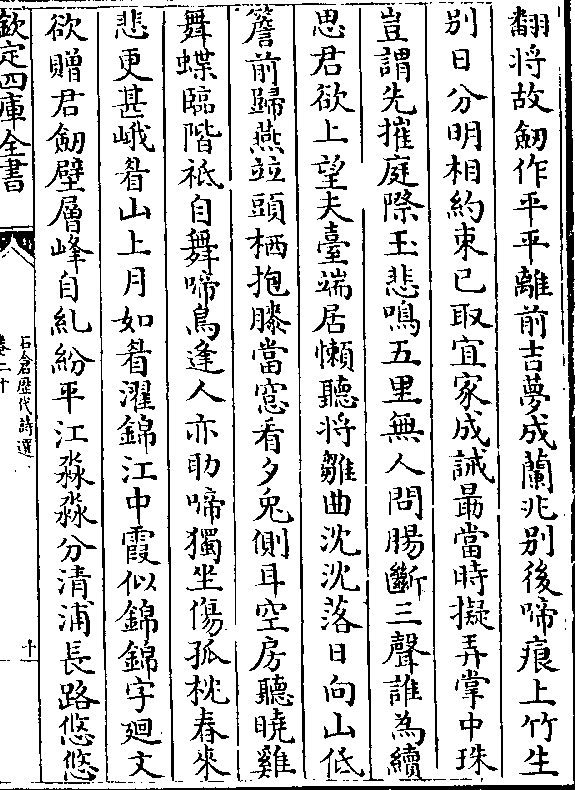 翻将故劒作平平離前吉夢成蘭兆别後啼痕上竹生
别日分明相約束已取宜家成誡最當時擬弄掌中珠
豈謂先摧庭際玉悲鳴五里無人問腸斷三聲誰為續
思君欲上望夫臺端居懶聽将雛曲沈沈落日向山低
簷前歸燕竝頭栖抱膝當窓看夕兎側耳空房聽曉雞
舞蝶臨階祗自舞啼鳥逢人亦助啼獨坐傷孤枕春來
悲更甚峨眉山上月如眉濯錦江中霞似錦錦字廻文
欲贈君劒壁層峰自糺紛平江淼淼分清浦長路悠悠
欽定四庫全書
石倉歴代詩選
卷二十
十